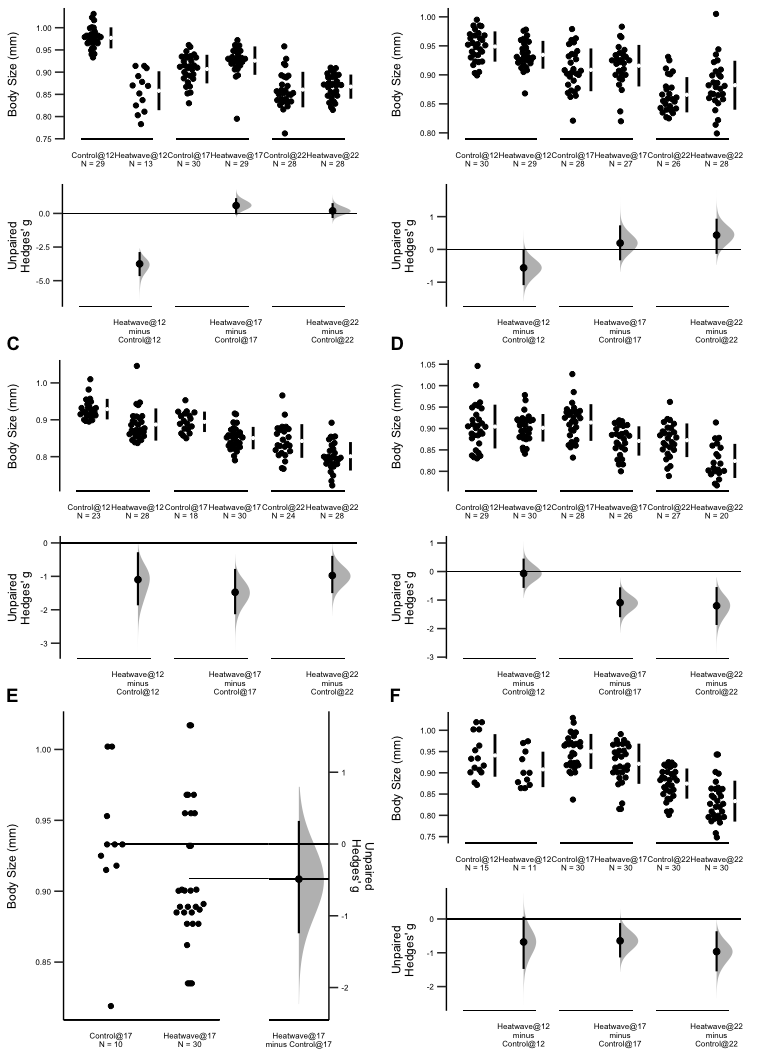 1.00
0.95
0.90
0.85
0.80
0.75
Body Size (mm)
Control@12 Heatwave@12 Control@17 Heatwave@17 Control@22 Heatwave@22
N = 29 N = 13 N = 30 N = 29 N = 28 N = 28
0.0
-2.5
-5.0
Unpaired
Hedges' g
Heatwave@12 Heatwave@17 Heatwave@22
minus minus minus
Control@12 Control@17 Control@22
1.00
0.95
0.90
0.85
0.80
Body Size (mm)
Control@12 Heatwave@12 Control@17 Heatwave@17 Control@22 Heatwave@22
N = 30 N = 29 N = 28 N = 27 N = 26 N = 28
1
0
-1
Unpaired
Hedges' g
Heatwave@12 Heatwave@17 Heatwave@22
minus minus minus
Control@12 Control@17 Control@22
C
1.0
0.9
0.8
Body Size (mm)
Control@12 Heatwave@12 Control@17 Heatwave@17 Control@22 Heatwave@22
N = 23 N = 28 N = 18 N = 30 N = 24 N = 28
0
-1
-2
-3
Unpaired
Hedges' g
Heatwave@12 Heatwave@17 Heatwave@22
minus minus minus
Control@12 Control@17 Control@22
D
1.05
1.00
0.95
0.90
0.85
0.80
Body Size (mm)
Control@12 Heatwave@12 Control@17 Heatwave@17 Control@22 Heatwave@22
N = 29 N = 30 N = 28 N = 26 N = 27 N = 20
1
0
-1
-2
-3
Unpaired
Hedges' g
Heatwave@12 Heatwave@17 Heatwave@22
minus minus minus
Control@12 Control@17 Control@22
E
1.00
0.95
0.90
0.85
Body Size (mm)
1
0
-1
-2
Unpaired
Hedges' g
Control@17 Heatwave@17 Heatwave@17
N = 10 N = 30 minus Control@17
F
1.00
0.95
0.90
0.85
0.80
0.75
Body Size (mm)
Control@12 Heatwave@12 Control@17 Heatwave@17 Control@22 Heatwave@22
N = 15 N = 11 N = 30 N = 30 N = 30 N = 30
0
-1
-2
Unpaired
Hedges' g
Heatwave@12 Heatwave@17 Heatwave@22
minus minus minus
Control@12 Control@17 Control@22